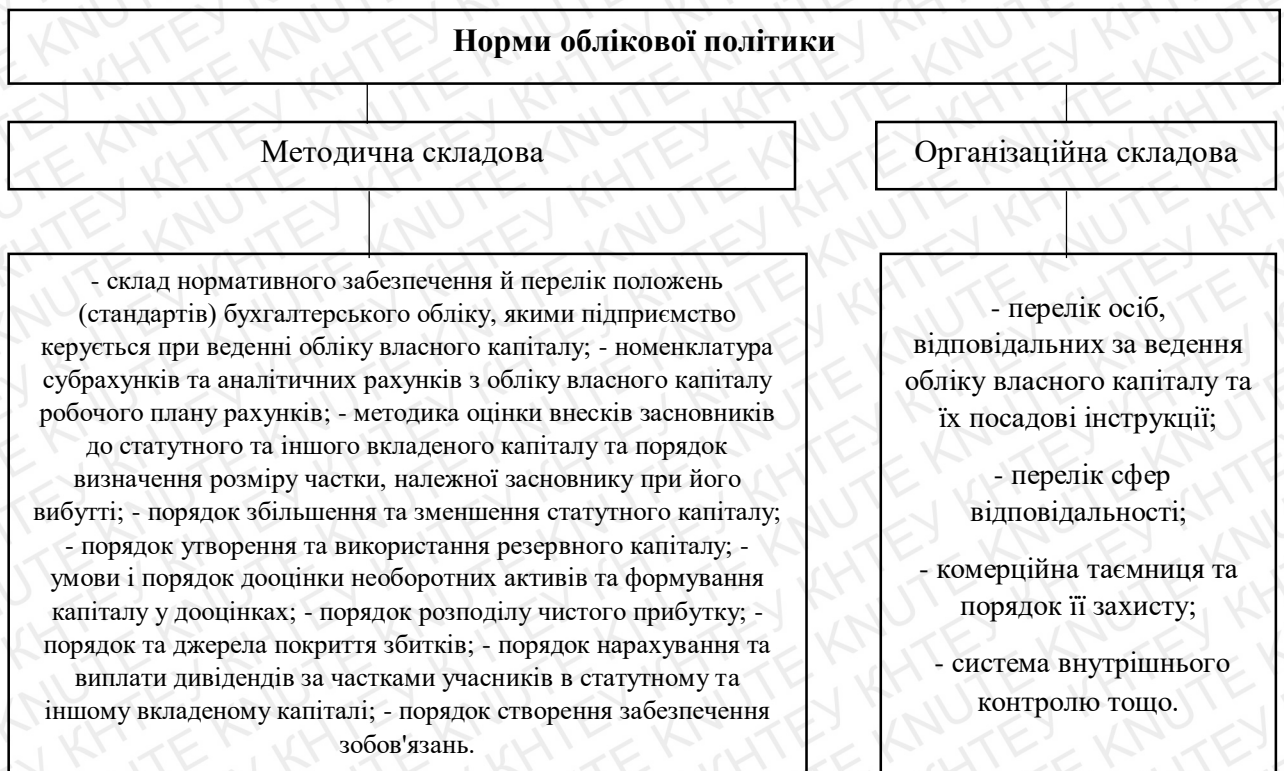 Норми облікової політики
Методична складова
Організаційна складова
- склад нормативного забезпечення й перелік положень
(стандартів) бухгалтерського обліку, якими підприємство
керується при веденні обліку власного капіталу; - номенклатура
субрахунків та аналітичних рахунків з обліку власного капіталу
робочого плану рахунків; - методика оцінки внесків засновників
до статутного та іншого вкладеного капіталу та порядок
визначення розміру частки, належної засновнику при його
вибутті; - порядок збільшення та зменшення статутного капіталу;
- порядок утворення та використання резервного капіталу; -
умови і порядок дооцінки необоротних активів та формування
капіталу у дооцінках; - порядок розподілу чистого прибутку; -
порядок та джерела покриття збитків; - порядок нарахування та
виплати дивідендів за частками учасників в статутному та
іншому вкладеному капіталі; - порядок створення забезпечення
зобов'язань.
- перелік осіб,
відповідальних за ведення
обліку власного капіталу та
їх посадові інструкції;
- перелік сфер
відповідальності;
- комерційна таємниця та
порядок її захисту;
- система внутрішнього
контролю тощо.